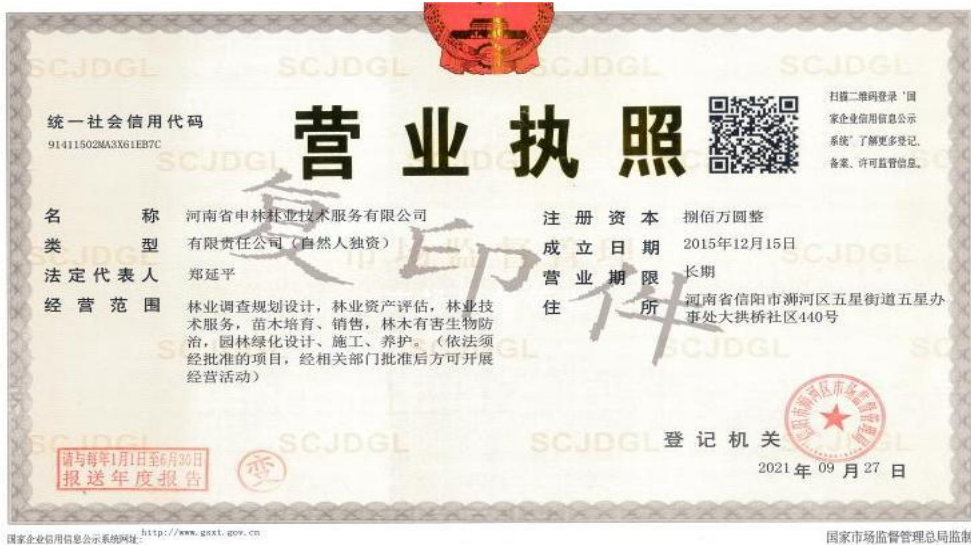 营业执照
统一社会信用代码
91411502MA3X61EB7C
扫描二维码登录‘国
家企业信用信息公示
系统’了解更多登记、
备案、许可监管信息。
名 称 河南省申林林业技术服务有限公司
类 型 有限责任公司（自然人独资）
法定代表人 郑延平
经营范围 林业调查规划设计，林业资产评估，林业技
术服务，苗木培育、销售，林木有害生物防
治，园林绿化设计、施工、养护。（依法须
经批准的项目，经相关部门批准后方可开展
经营活动）
注册资本 捌佰万圆整
成立日期 2015年12月15日
营业期限 长期
住 所 河南省信阳市浉河区五星街道五星办
事处大拱桥社区440号
复印件
请与每年1月1日至6月30日
报送年度报告
变
登记机关
信阳市浉河区市场监督管理局
2021年09月27日
国家企业信用信息公示系统网址：http://www.gsxt.gov.cn
国家市场监督管理总局监制